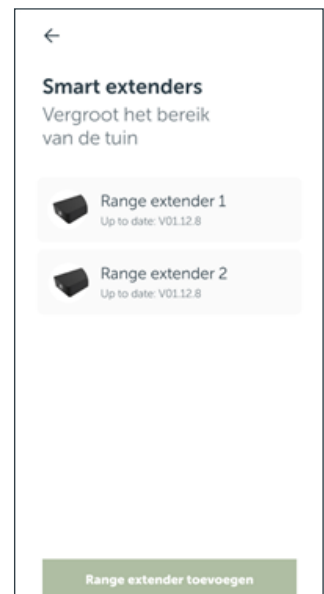 Smart extenders
Vergroot het bereik
van de tuin
Range extender 1
Up to date: V01.12.8
Range extender 2
Up to date: V01.12.8
Range extender toevoegen